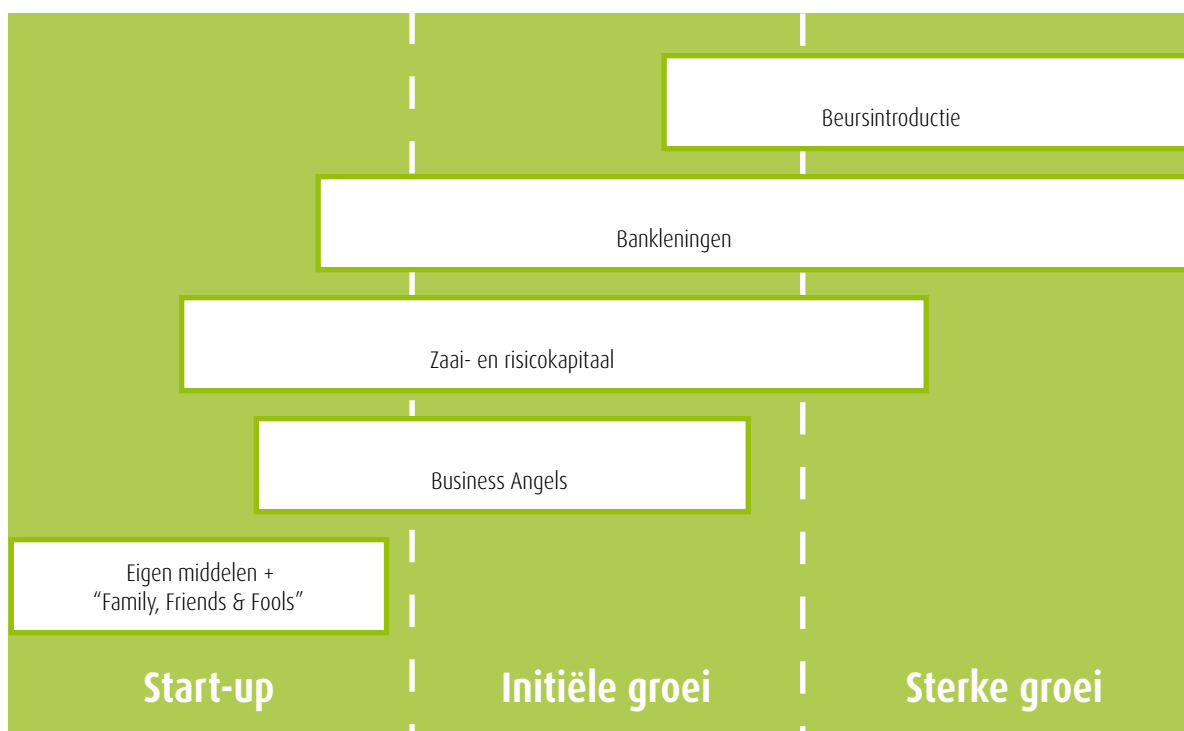 Beursintroductie
Bankleningen
Zaai- en risicokapitaal
Business Angels
Eigen middelen +
“Family, Friends & Fools”
Start-up
Initiële groei
Sterke groei